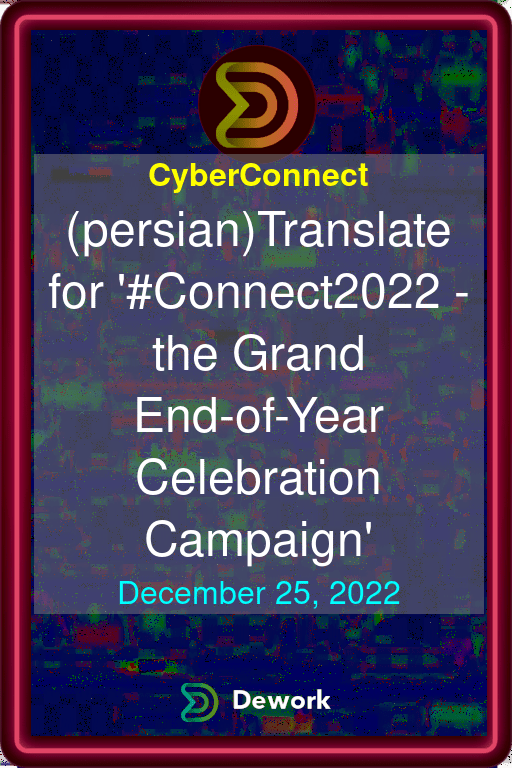 CyberConnect
(persian)Translate
for '#Connect2022 -
the Grand
End-of-Year
Celebration
Campaign'
December 25, 2022
Dework